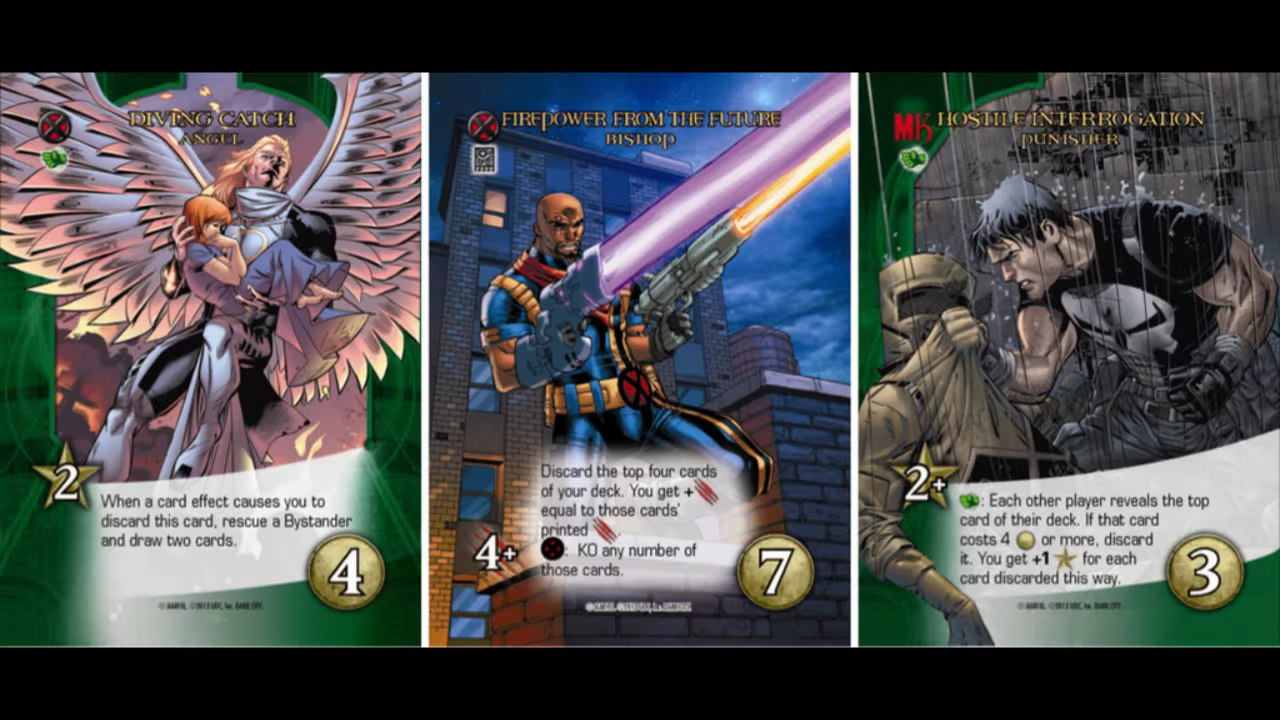 DIVING CATCH
ANGEL
2
When a card effect causes you to
discard this card, rescue a Bystander
and draw two cards.
4
FIREPOWER FROM THE FUTURE
BISHOP
Discard the top four cards
of your deck. You get +
equal to those cards'
printed .
4+
: KO any number of
those cards.
7
MK
HOSTILE INTERROGATION
PUNISHER
2+
: Each other player reveals the top
card of their deck. If that card
costs 4 or more, discard
it. You get +1 for each
card discarded this way.
3